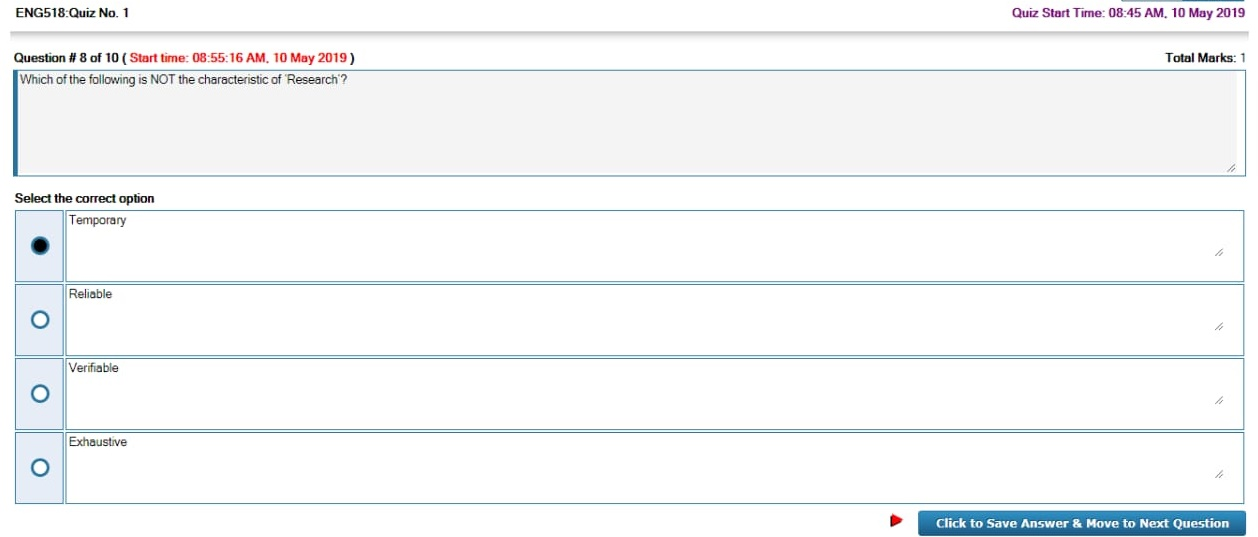 ENG518:Quiz No. 1
Quiz Start Time: 08:45 AM, 10 May 2019
Question # 8 of 10 ( Start time: 08:55:16 AM, 10 May 2019 )
Total Marks: 1
Which of the following is NOT the characteristic of 'Research'?
Select the correct option
Temporary
Reliable
Verifiable
Exhaustive
Click to Save Answer & Move to Next Question